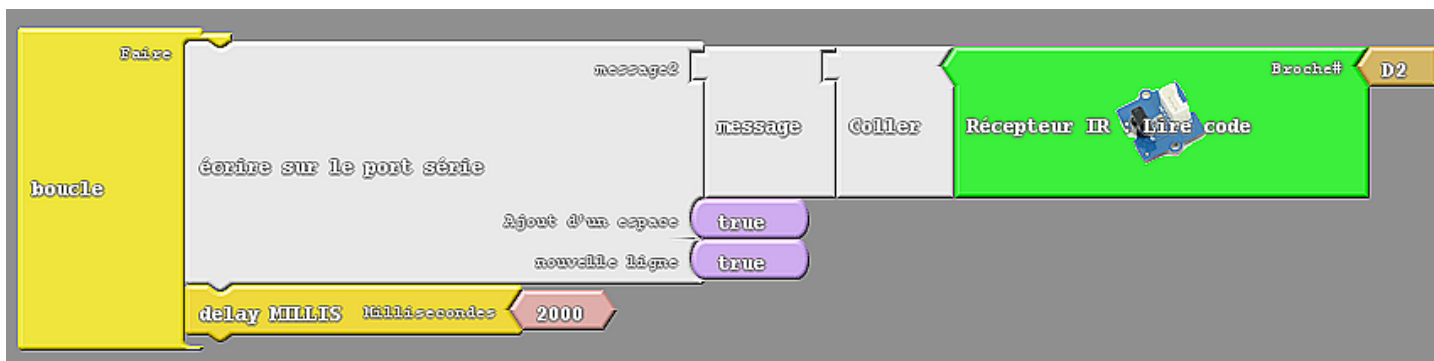 Faire
message2
Broche#
D2
message
Coller
Récepteur IR : Lire code
écrire sur le port série
boucle
Ajout d'un espace
true
nouvelle ligne
true
delay MILLIS
Millisecondes
2000